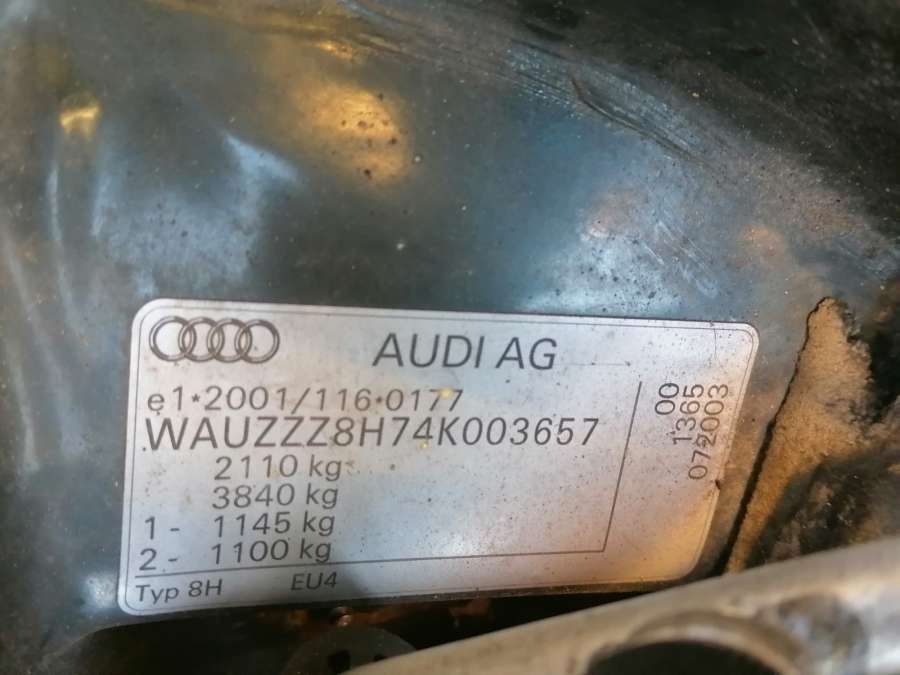 AUDI AG
e1*2001/116*0177
WAUZZZ8H74K003657
2110 kg
3840 kg
1 - 1145 kg
2 - 1100 kg
Typ 8H EU4
00
1365
2003